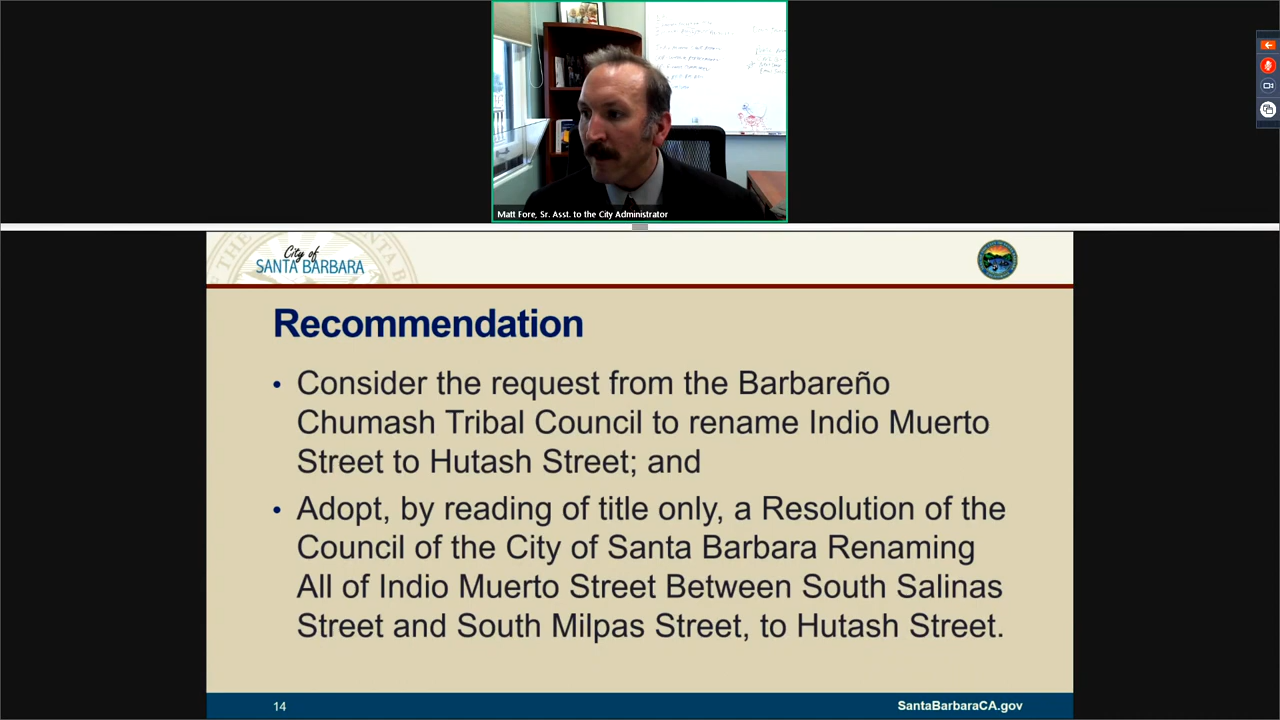 Matt Fore, Sr. Asst. to the City Administrator
City of
SANTA BARBARA
Recommendation
• Consider the request from the Barbareño
Chumash Tribal Council to rename Indio Muerto
Street to Hutash Street; and
• Adopt, by reading of title only, a Resolution of the
Council of the City of Santa Barbara Renaming
All of Indio Muerto Street Between South Salinas
Street and South Milpas Street, to Hutash Street.
14
SantaBarbaraCA.gov